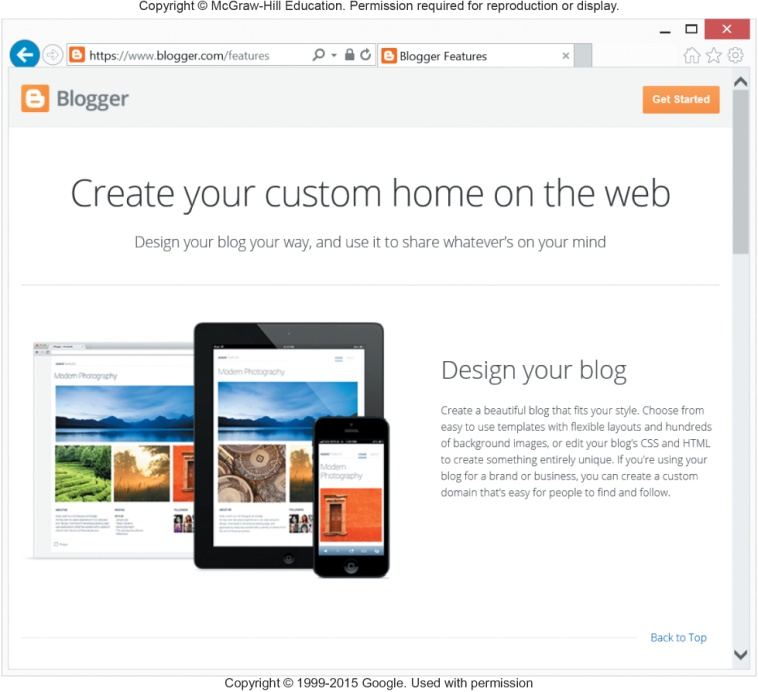 Copyright © McGraw-Hill Education. Permission required for reproduction or display.
https://www.blogger.com/features
Blogger Features
Blogger
Get Started
Create your custom home on the web
Design your blog your way, and use it to share whatever's on your mind
Modern Photography
Modern Photography
Modern
Photography
Design your blog
Create a beautiful blog that fits your style. Choose from
easy to use templates with flexible layouts and hundreds
of background images, or edit your blog's CSS and HTML
to create something entirely unique. If you're using your
blog for a brand or business, you can create a custom
domain that's easy for people to find and follow.
Back to Top
Copyright © 1999-2015 Google. Used with permission